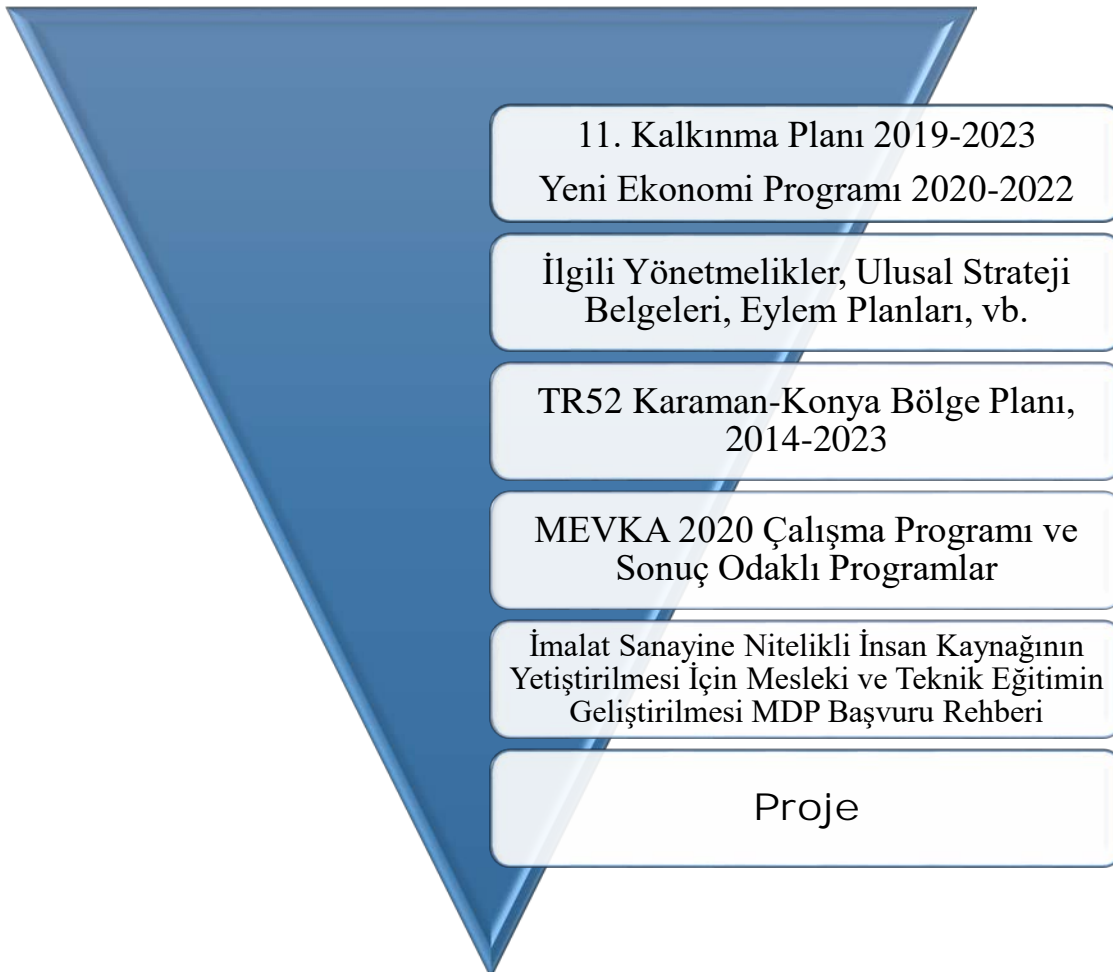 11. Kalkınma Planı 2019-2023
Yeni Ekonomi Programı 2020-2022
İlgili Yönetmelikler, Ulusal Strateji
Belgeleri, Eylem Planları, vb.
TR52 Karaman-Konya Bölge Planı,
2014-2023
MEVKA 2020 Çalışma Programı ve
Sonuç Odaklı Programlar
İmalat Sanayine Nitelikli İnsan Kaynağının
Yetiştirilmesi İçin Mesleki ve Teknik Eğitimin
Geliştirilmesi MDP Başvuru Rehberi
Proje